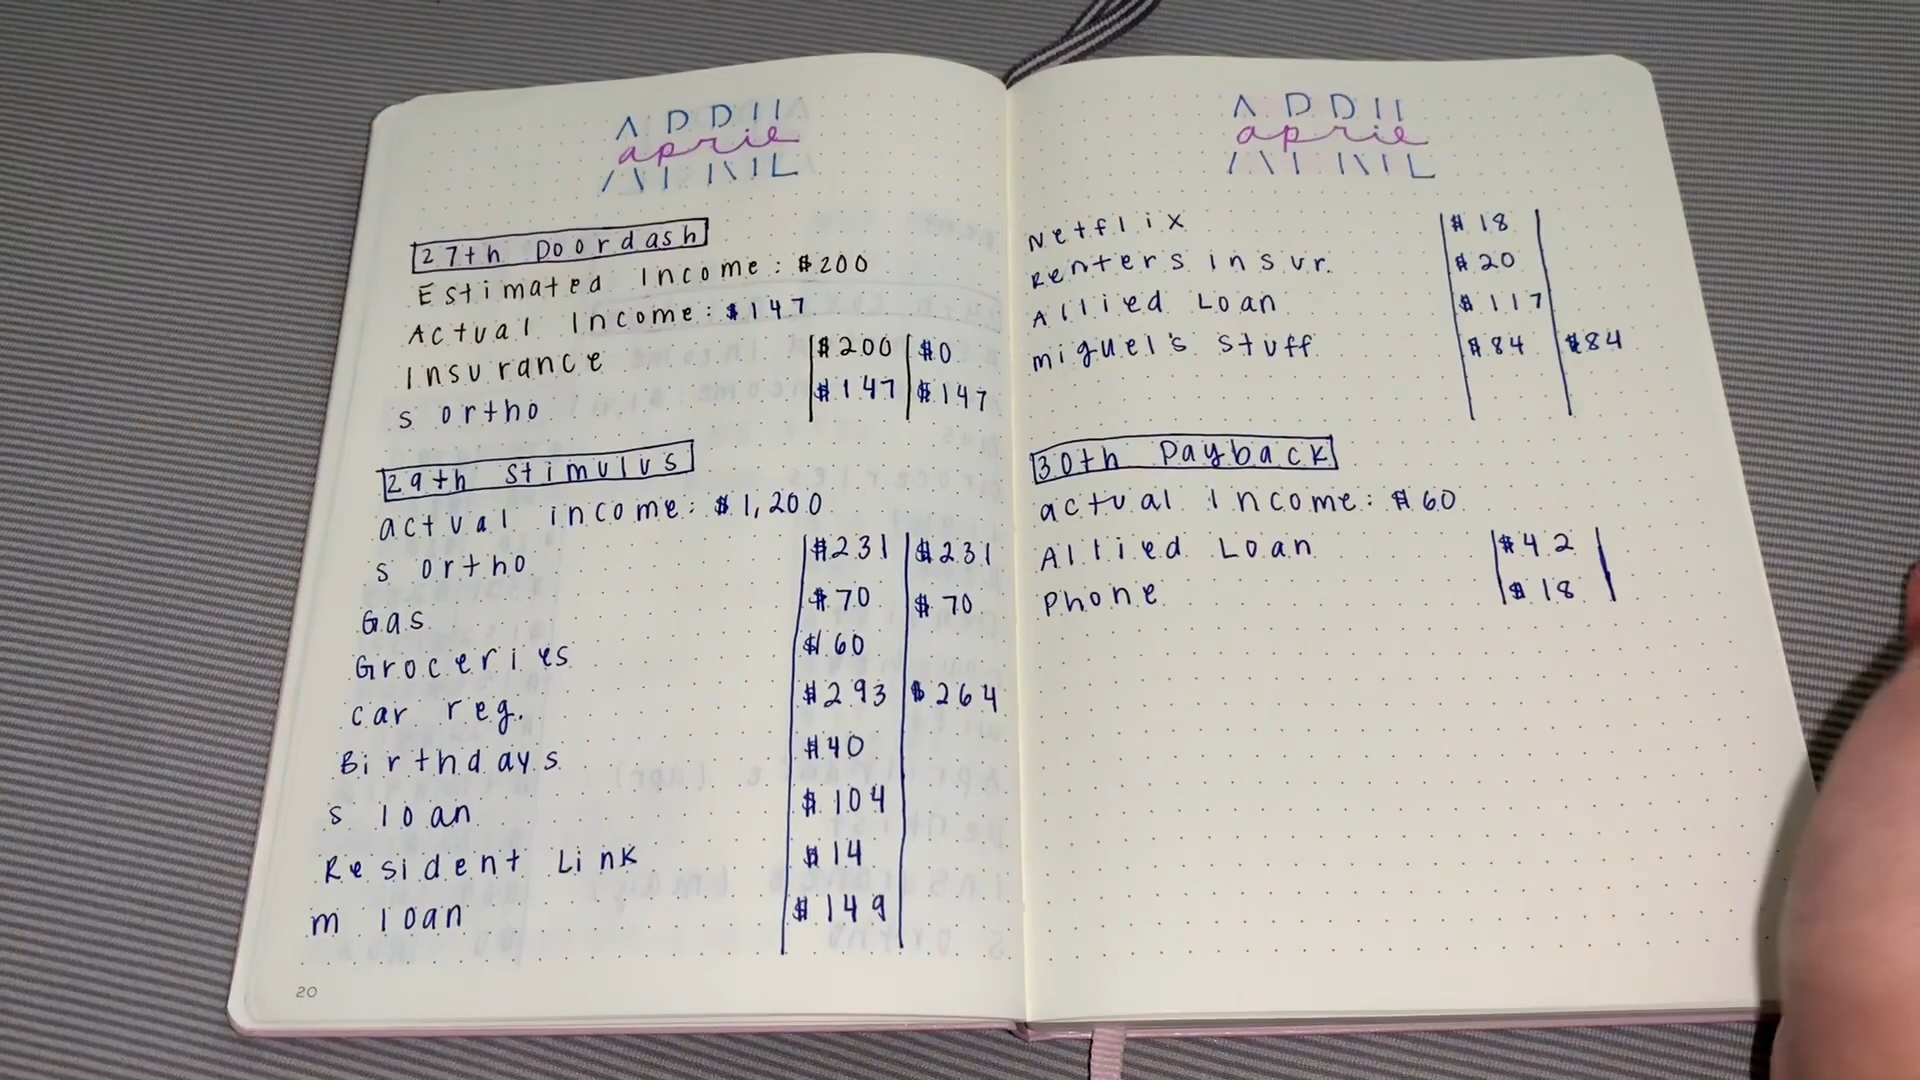 april
APRIL
27th Doordash
Estimated Income: $200
Actual Income: $147
Insurance $200 $0
s ortho $147 $147
29th Stimulus
actual income: $1,200
s ortho $231 $231
Gas $70 $70
Groceries $60
car reg. $293 $264
Birthdays $40
s loan $104
Resident Link $14
m loan $149
20
april
APRIL
Netflix $18
Renters insur. $20
Allied Loan $117
miguel's stuff $84 $84
30th Payback
actual Income: $60
Allied Loan $42
Phone $18